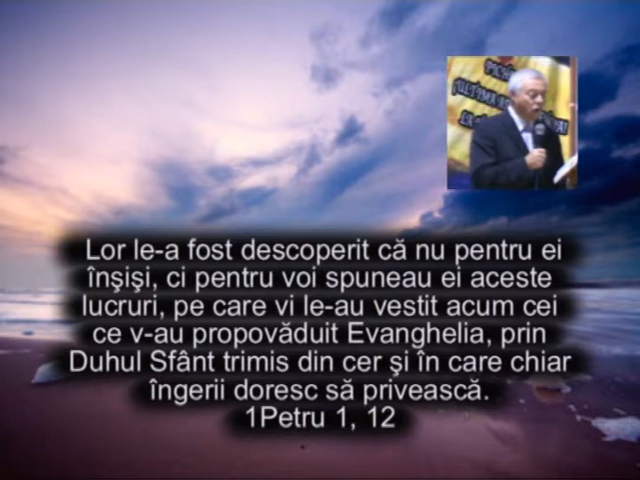 Lor le-a fost descoperit că nu pentru ei
înşişi, ci pentru voi spuneau ei aceste
lucruri, pe care vi le-au vestit acum cei
ce v-au propovăduit Evanghelia, prin
Duhul Sfânt trimis din cer şi în care chiar
îngerii doresc să privească.
1Petru 1, 12